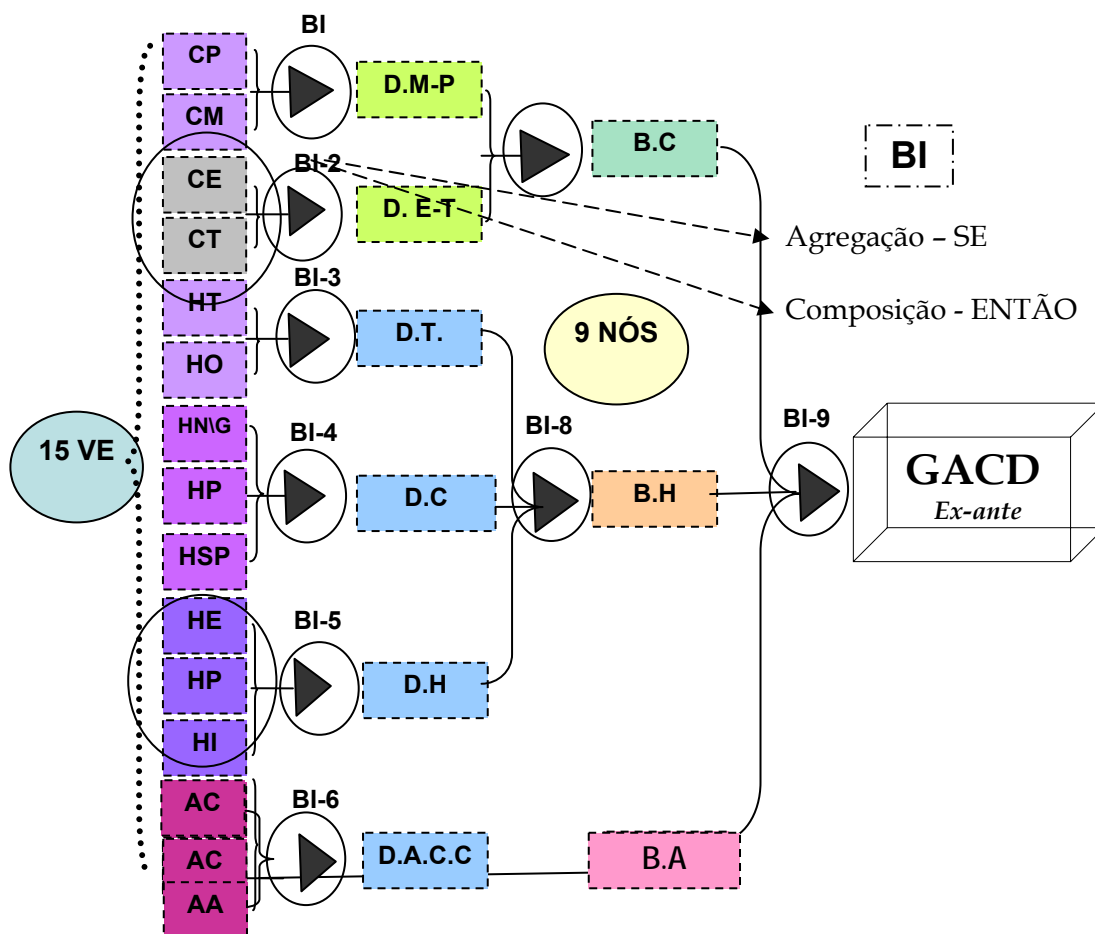 BI
CP
D.M-P
CM
B.C
BI
CE
BI-2
D. E-T
CT
Agregação – SE
BI-3
HT
Composição - ENTÃO
9 NÓS
D.T.
HO
HN\G
BI-4
BI-8
BI-9
15 VE
HP
D.C
B.H
GACD
Ex-ante
HSP
HE
BI-5
HP
D.H
HI
AC
BI-6
AC
D.A.C.C
B.A
AA